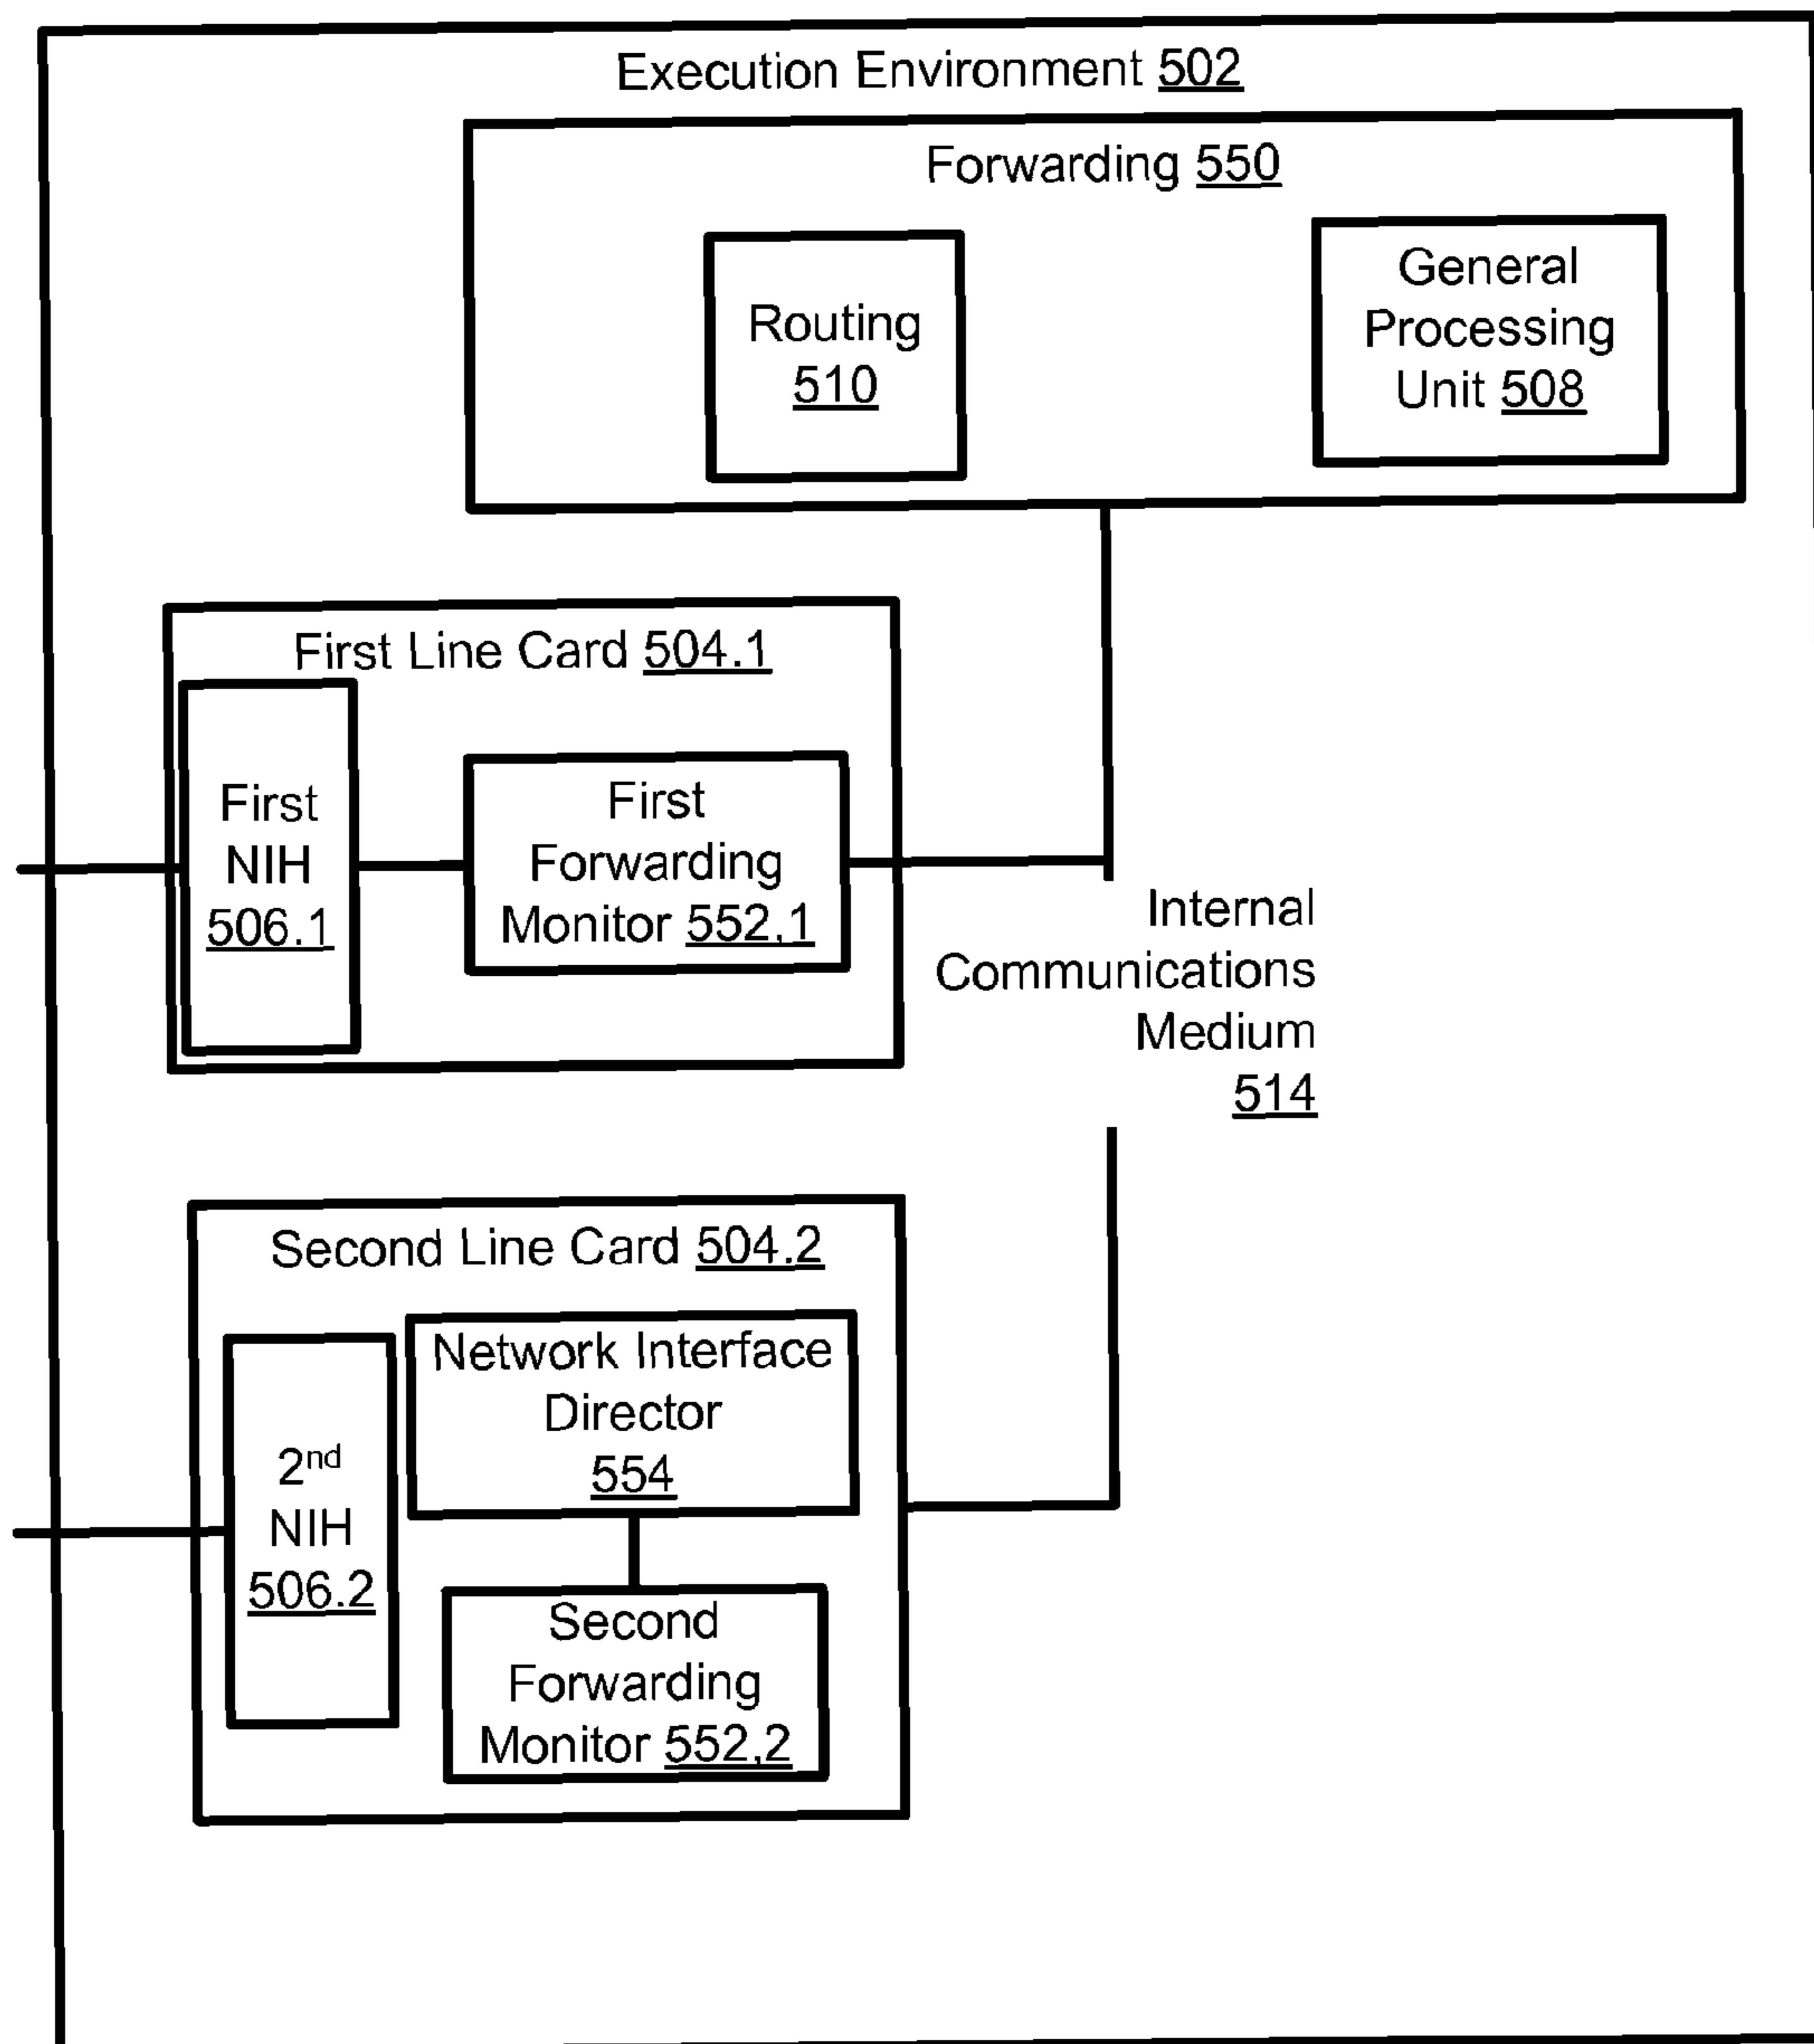 Execution Environment 502
Forwarding 550
Routing
510
General
Processing
Unit 508
First Line Card 504.1
First
NIH
506.1
First
Forwarding
Monitor 552,1
Internal
Communications
Medium
514
Second Line Card 504.2
2nd
NIH
506.2
Network Interface
Director
554
Second
Forwarding
Monitor 552,2